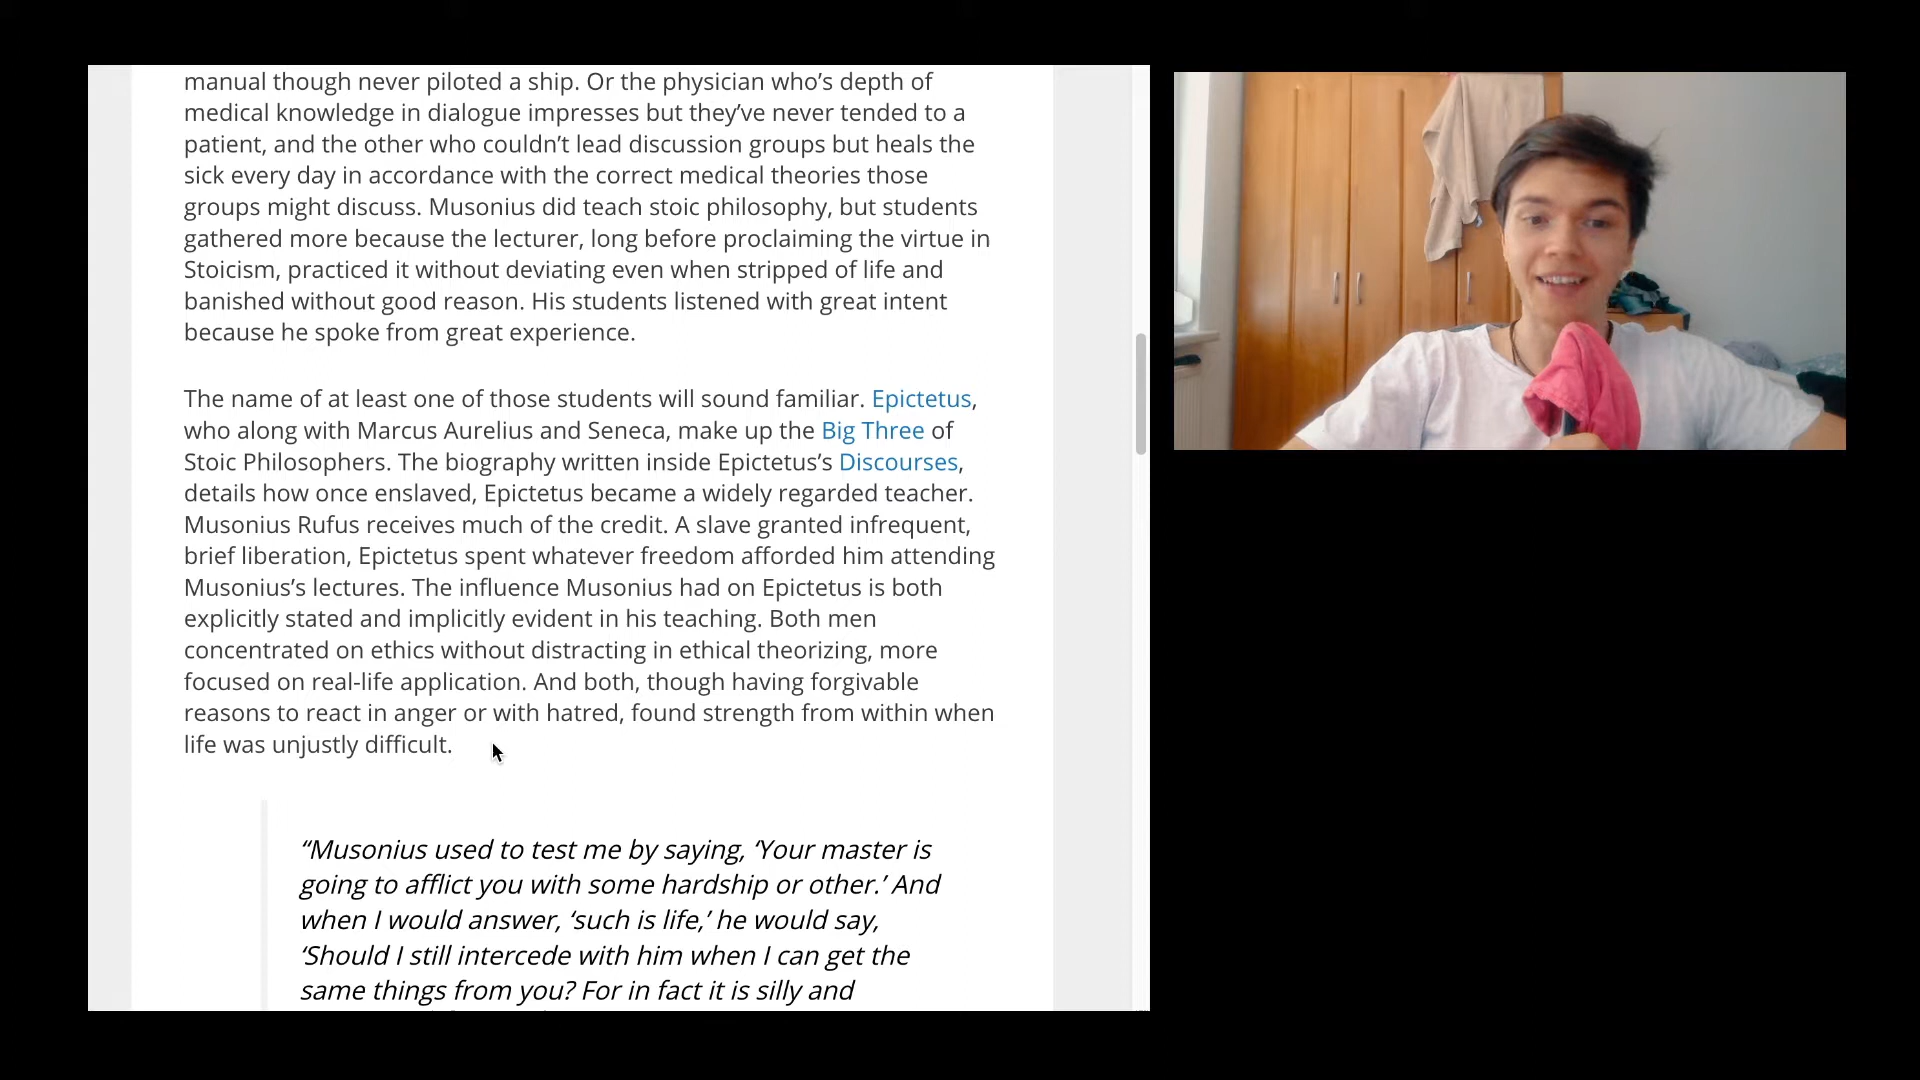 manual though never piloted a ship. Or the physician who’s depth of
medical knowledge in dialogue impresses but they’ve never tended to a
patient, and the other who couldn’t lead discussion groups but heals the
sick every day in accordance with the correct medical theories those
groups might discuss. Musonius did teach stoic philosophy, but students
gathered more because the lecturer, long before proclaiming the virtue in
Stoicism, practiced it without deviating even when stripped of life and
banished without good reason. His students listened with great intent
because he spoke from great experience.
The name of at least one of those students will sound familiar. Epictetus,
who along with Marcus Aurelius and Seneca, make up the Big Three of
Stoic Philosophers. The biography written inside Epictetus’s Discourses,
details how once enslaved, Epictetus became a widely regarded teacher.
Musonius Rufus receives much of the credit. A slave granted infrequent,
brief liberation, Epictetus spent whatever freedom afforded him attending
Musonius’s lectures. The influence Musonius had on Epictetus is both
explicitly stated and implicitly evident in his teaching. Both men
concentrated on ethics without distracting in ethical theorizing, more
focused on real-life application. And both, though having forgivable
reasons to react in anger or with hatred, found strength from within when
life was unjustly difficult.
“Musonius used to test me by saying, ‘Your master is
going to afflict you with some hardship or other.’ And
when I would answer, ‘such is life,’ he would say,
‘Should I still intercede with him when I can get the
same things from you? For in fact it is silly and